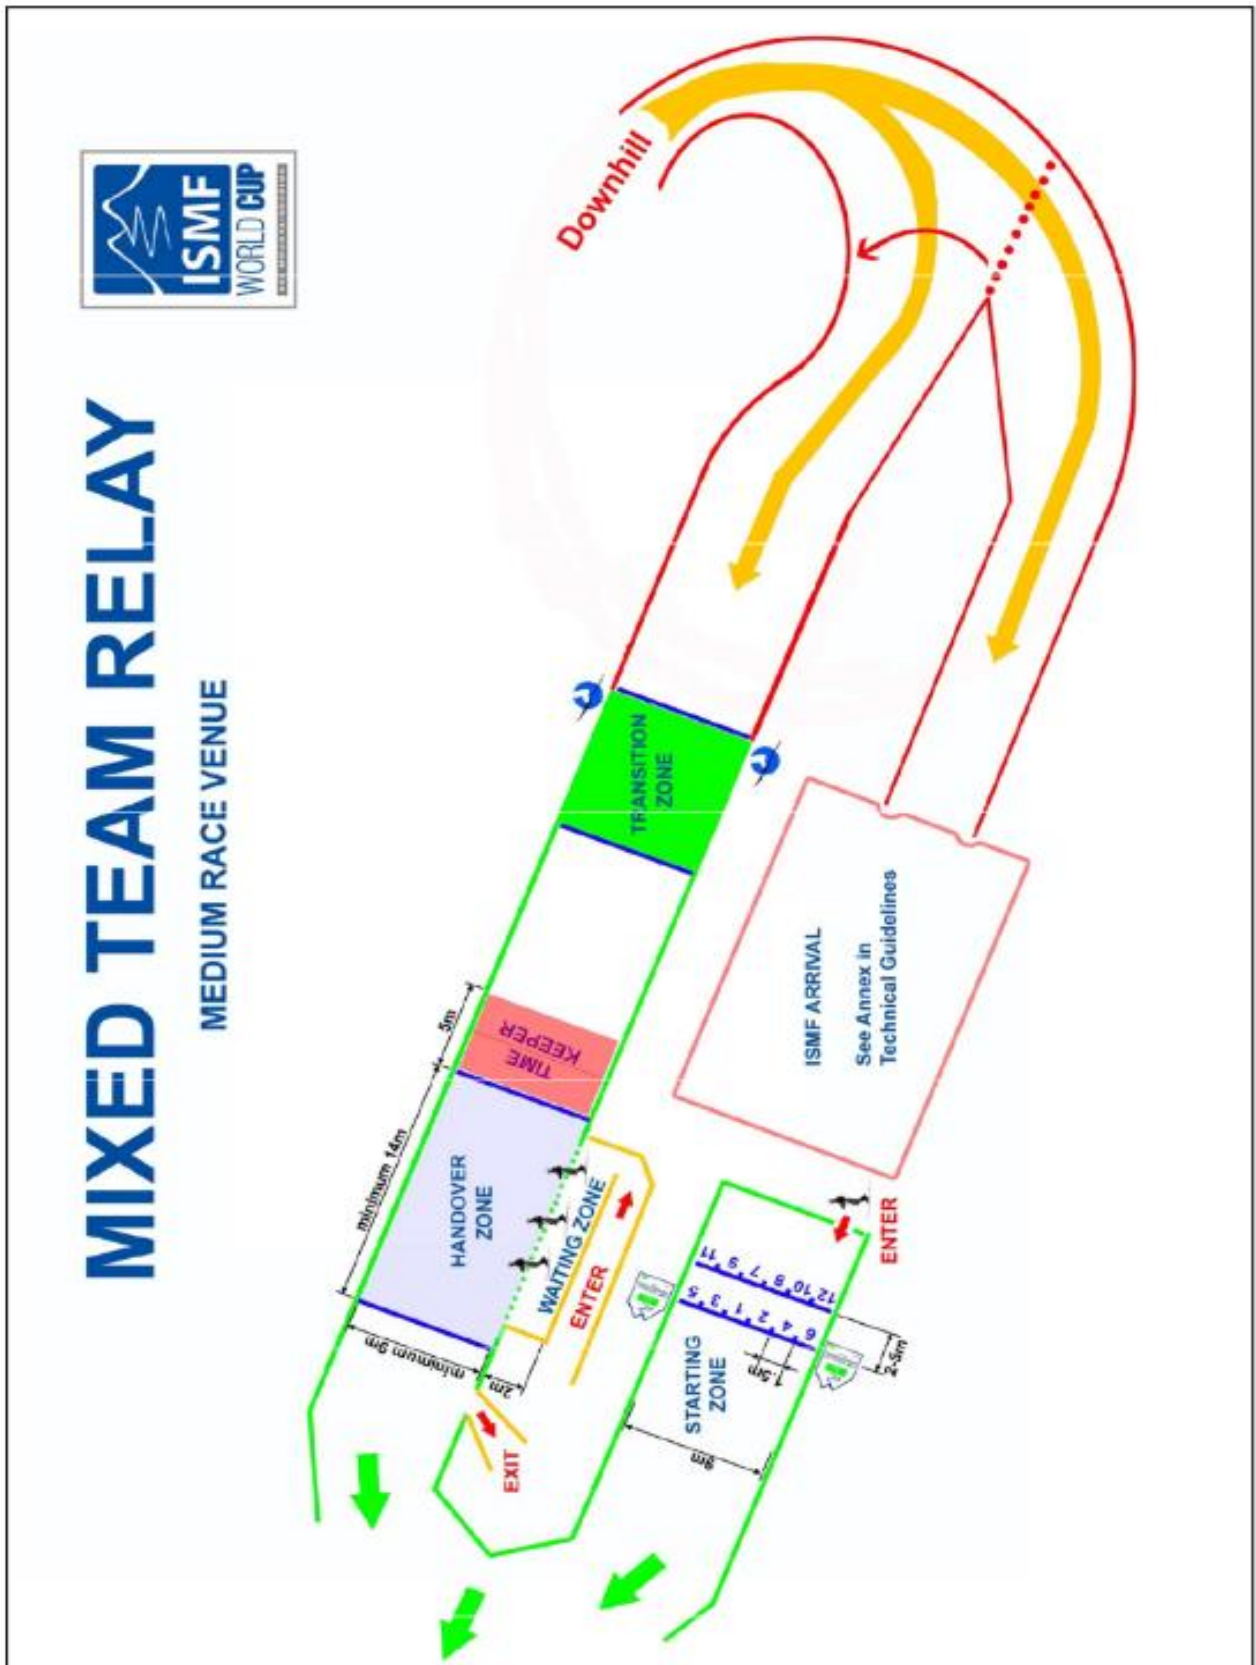 MIXED TEAM RELAY
MEDIUM RACE VENUE
ISMF
WORLD CUP
Downhill
TRANSITION
ZONE
5m
TIME
KEEPER
minimum 14m
HANDOVER
ZONE
minimum 9m
2m
WAITING ZONE
ENTER
EXIT
ISMF ARRIVAL
See Annex in
Technical Guidelines
ENTER
11 9 7 8 10 12
5 3 1 2 4 6
STARTING
ZONE
1.5m
2-5m